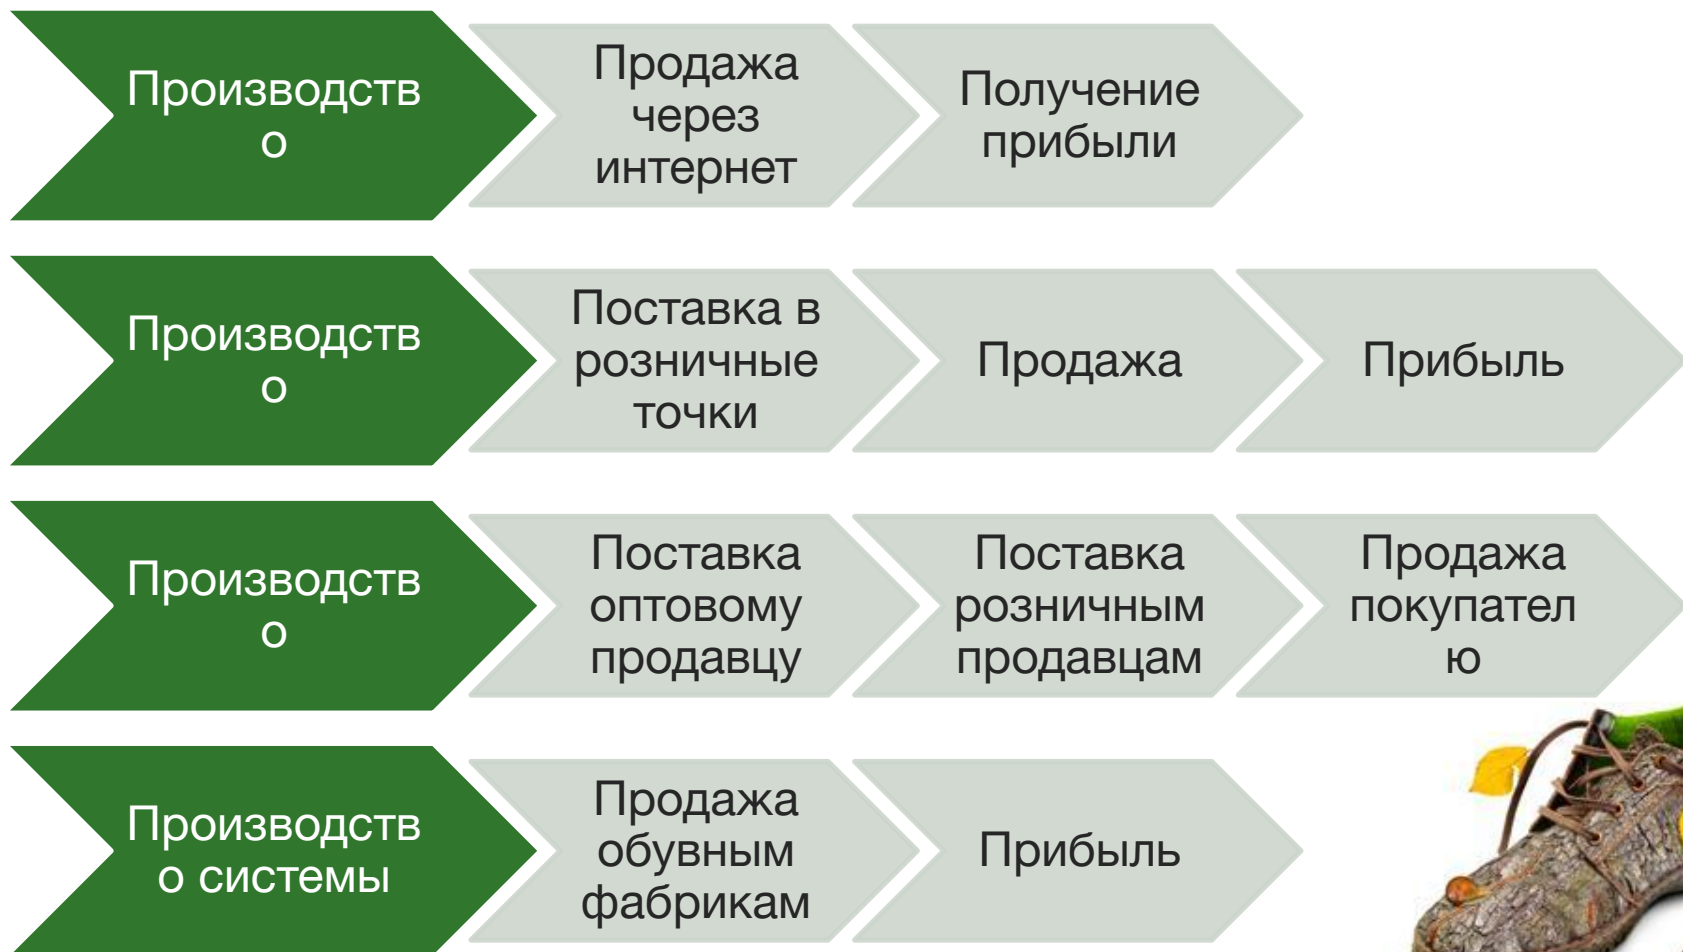 Производств
о
Продажа
через
интернет
Получение
прибыли
Производств
о
Поставка в
розничные
точки
Продажа
Прибыль
Производств
о
Поставка
оптовому
продавцу
Поставка
розничным
продавцам
Продажа
покупател
ю
Производств
о системы
Продажа
обувным
фабрикам
Прибыль